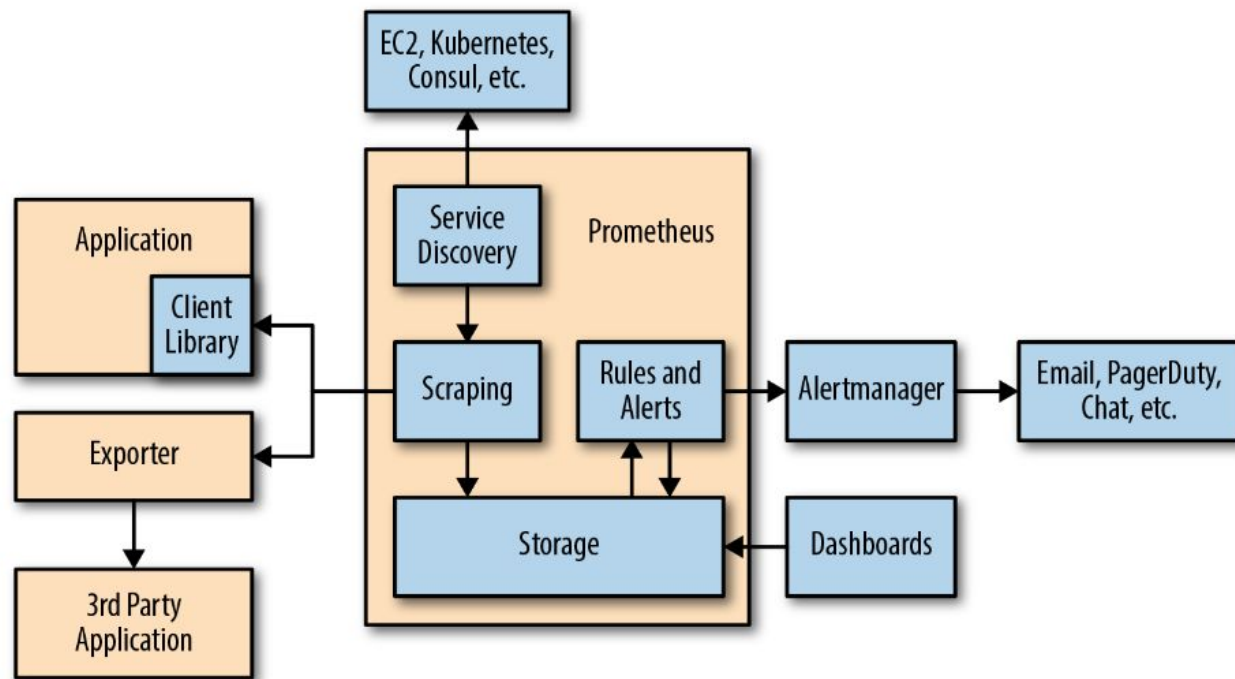 EC2, Kubernetes,
Consul, etc.
Application
Client
Library
Service
Discovery
Prometheus
Scraping
Rules and
Alerts
Alertmanager
Email, PagerDuty,
Chat, etc.
Exporter
Storage
Dashboards
3rd Party
Application